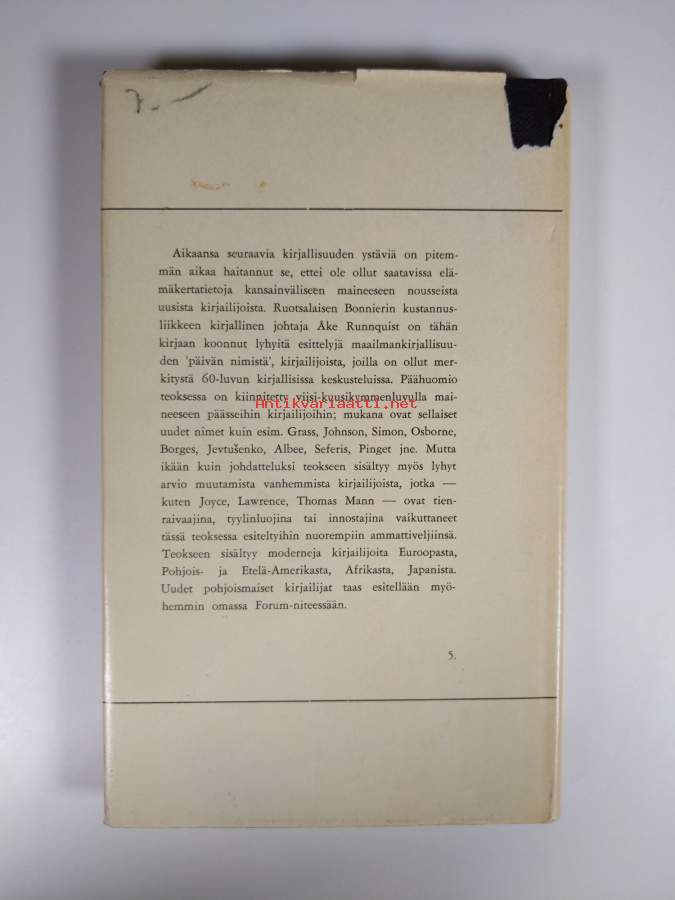 7.–
Aikaansa seuraavia kirjallisuuden ystäviä on pitem-
män aikaa haitannut se, ettei ole ollut saatavissa elä-
mäkertatietoja kansainväliseen maineeseen nousseista
uusista kirjailijoista. Ruotsalaisen Bonnierin kustannus-
liikkeen kirjallinen johtaja Åke Runnquist on tähän
kirjaan koonnut lyhyitä esittelyjä maailmankirjallisuu-
den 'päivän nimistä', kirjailijoista, joilla on ollut mer-
kitystä 60-luvun kirjallisissa keskusteluissa. Päähuomio
teoksessa on kiinnitetty viisi-kuusikymmenluvulla mai-
Antikvariaatti.net
neeseen päässeihin kirjailijoihin; mukana ovat sellaiset
uudet nimet kuin esim. Grass, Johnson, Simon, Osborne,
Borges, Jevtušenko, Albee, Seferis, Pinget jne. Mutta
ikään kuin johdatteluksi teokseen sisältyy myös lyhyt
arvio muutamista vanhemmista kirjailijoista, jotka —
kuten Joyce, Lawrence, Thomas Mann — ovat tien-
raivaajina, tyylinluojina tai innostajina vaikuttaneet
tässä teoksessa esiteltyihin nuorempiin ammattiveljiinsä.
Teokseen sisältyy moderneja kirjailijoita Euroopasta,
Pohjois- ja Etelä-Amerikasta, Afrikasta, Japanista.
Uudet pohjoismaiset kirjailijat taas esitellään myö-
hemmin omassa Forum-niteessään.
5.